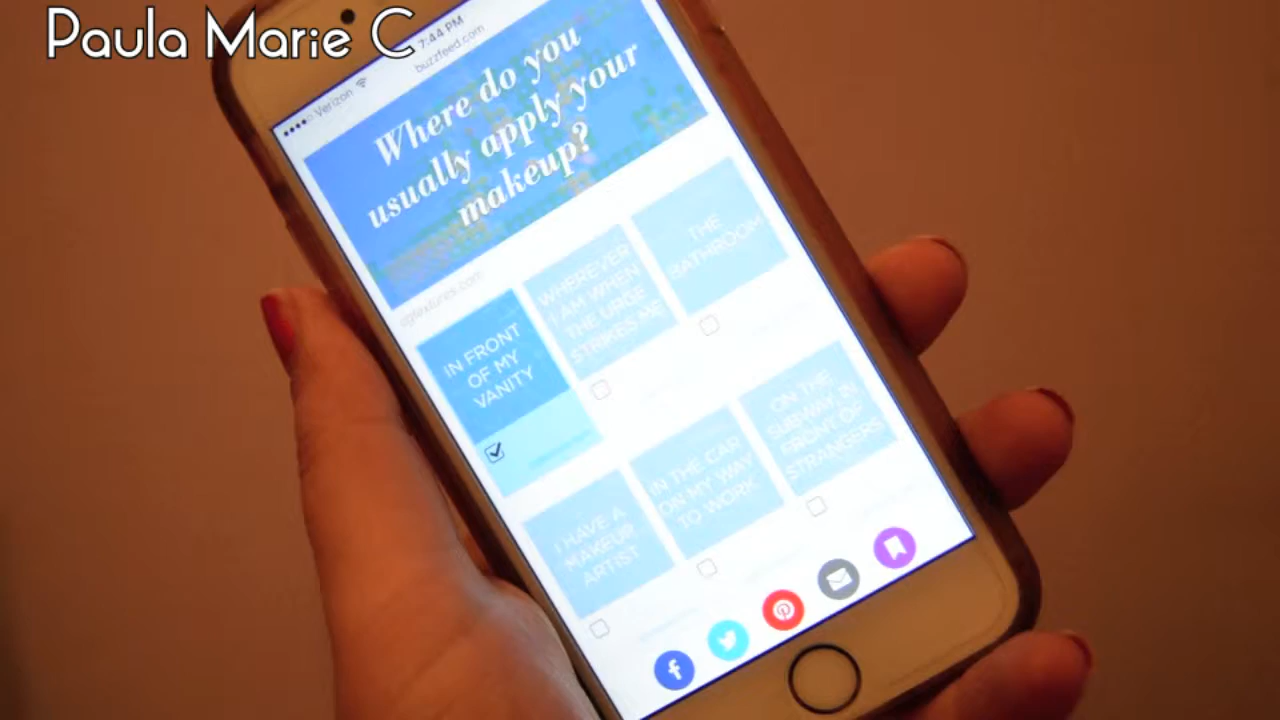 Paula Marie C
Verizon
7:44 PM
buzzfeed.com
Where do you
usually apply your
makeup?
IN FRONT
OF MY
VANITY
WHEREVER
I AM WHEN
THE URGE
STRIKES ME
THE
BATHROOM
I HAVE A
MAKEUP
ARTIST
IN THE CAR
ON MY WAY
TO WORK
ON THE
SUBWAY IN
FRONT OF
STRANGERS